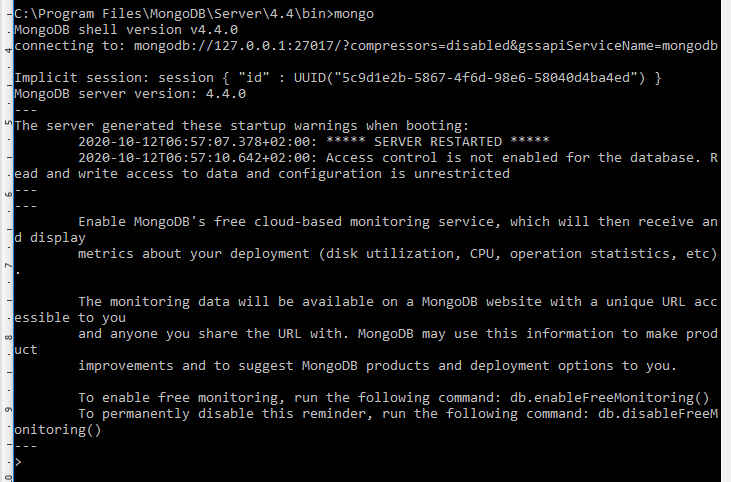 C:\Program Files\MongoDB\Server\4.4\bin>mongo
MongoDB shell version v4.4.0
connecting to: mongodb://127.0.0.1:27017/?compressors=disabled&gssapiServiceName=mongodb
Implicit session: session { "id" : UUID("5c9d1e2b-5867-4f6d-98e6-58040d4ba4ed") }
MongoDB server version: 4.4.0
---
The server generated these startup warnings when booting:
        2020-10-12T06:57:07.378+02:00: ***** SERVER RESTARTED *****
        2020-10-12T06:57:10.642+02:00: Access control is not enabled for the database. R
ead and write access to data and configuration is unrestricted
---
---
        Enable MongoDB's free cloud-based monitoring service, which will then receive an
d display
        metrics about your deployment (disk utilization, CPU, operation statistics, etc)
.
        The monitoring data will be available on a MongoDB website with a unique URL acc
essible to you
        and anyone you share the URL with. MongoDB may use this information to make prod
uct
        improvements and to suggest MongoDB products and deployment options to you.
        To enable free monitoring, run the following command: db.enableFreeMonitoring()
        To permanently disable this reminder, run the following command: db.disableFreeM
onitoring()
---
>
4
5
6
7
8
9
0